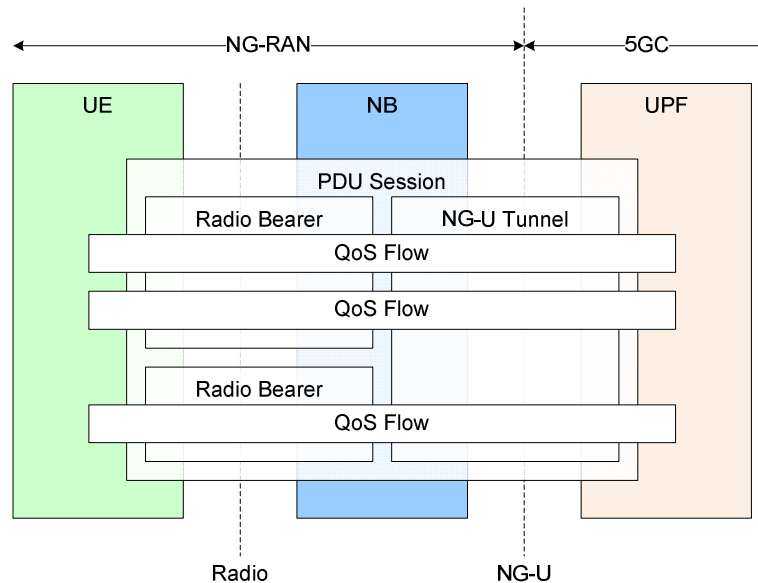 NG-RAN
5GC
UE
NB
UPF
PDU Session
Radio Bearer
NG-U Tunnel
QoS Flow
QoS Flow
Radio Bearer
QoS Flow
Radio
NG-U